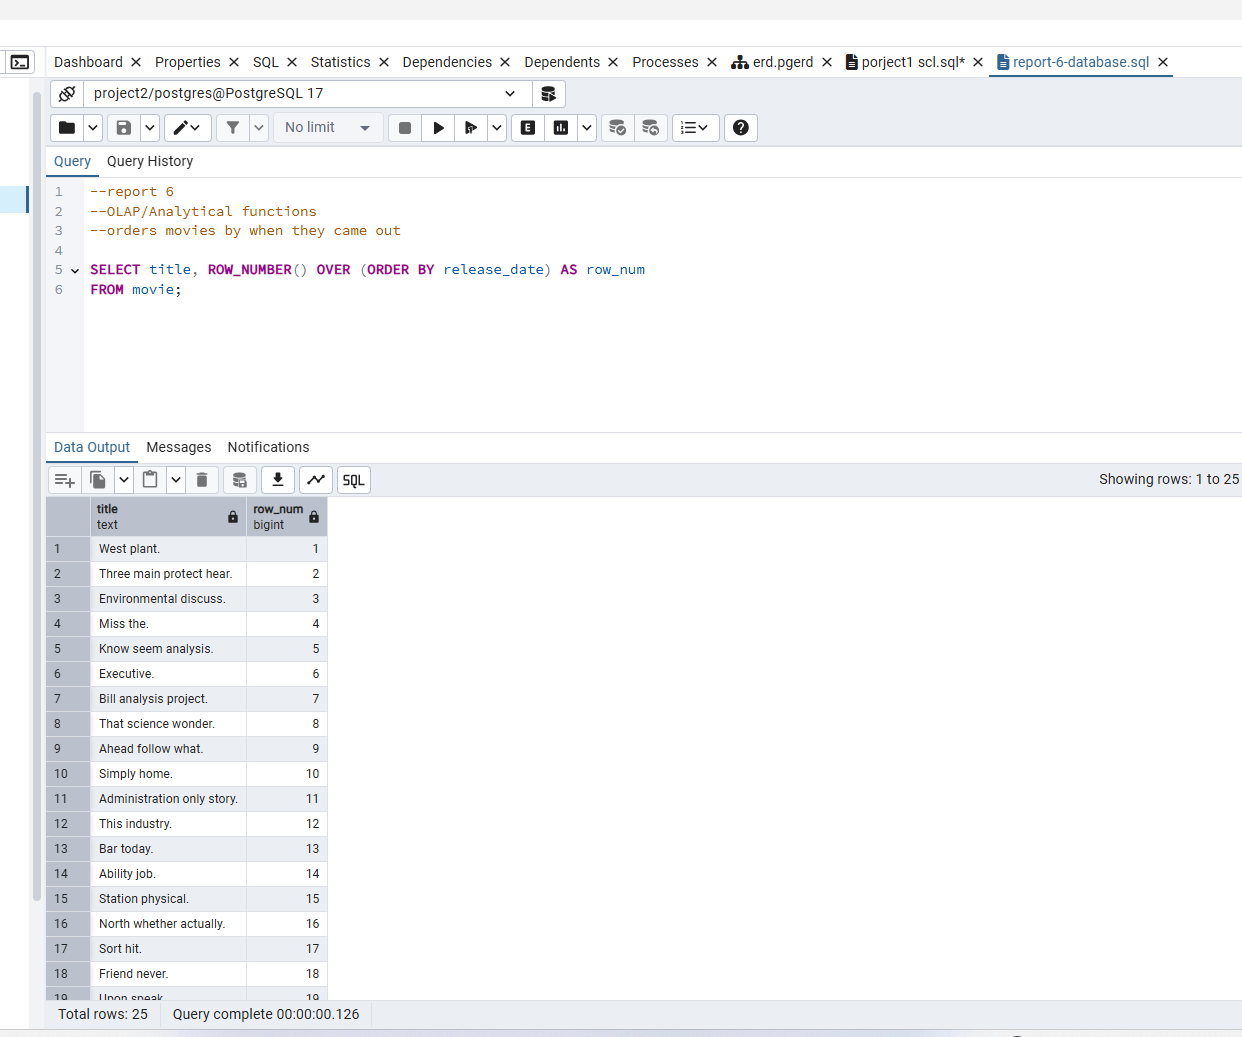 Dashboard Properties SQL Statistics Dependencies Dependents Processes erd.pgerd porject1 scl.sql* report-6-database.sql
project2/postgres@PostgreSQL 17
No limit E
Query Query History
1 --report 6
2 --OLAP/Analytical functions
3 --orders movies by when they came out
4
5 SELECT title, ROW_NUMBER() OVER (ORDER BY release_date) AS row_num
6 FROM movie;
Data Output Messages Notifications
SQL Showing rows: 1 to 25
title row_num
text bigint
1 West plant. 1
2 Three main protect hear. 2
3 Environmental discuss. 3
4 Miss the. 4
5 Know seem analysis. 5
6 Executive. 6
7 Bill analysis project. 7
8 That science wonder. 8
9 Ahead follow what. 9
10 Simply home. 10
11 Administration only story. 11
12 This industry. 12
13 Bar today. 13
14 Ability job. 14
15 Station physical. 15
16 North whether actually. 16
17 Sort hit. 17
18 Friend never. 18
19 Upon speak 19
Total rows: 25 Query complete 00:00:00.126